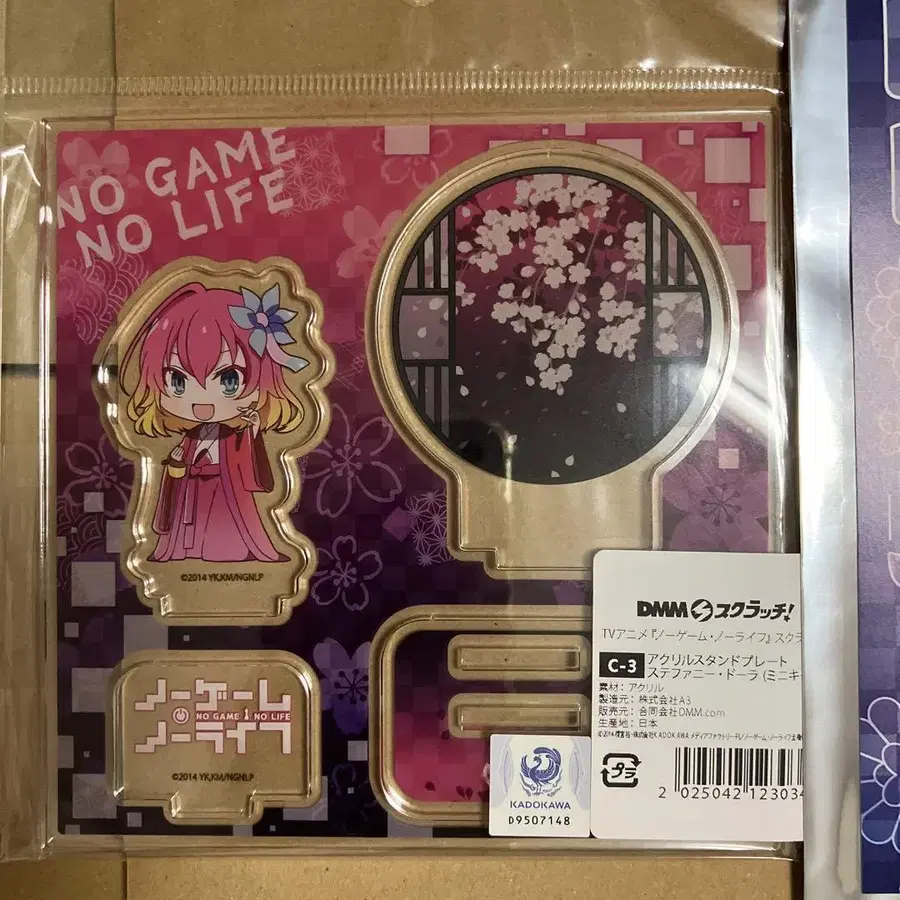 NO GAME
NO LIFE
©2014 YK,KM/NGNLP
ノーゲーム
NO GAME NO LIFE
ノーライフ
©2014 YK,KM/NGNLP
DMMスクラッチ!
TVアニメ『ノーゲーム・ノーライフ』スクラ
C-3 アクリルスタンドプレート
ステファニー・ドーラ (ミニキ
素材: アクリル
製造元: 株式会社A3
販売元: 合同会社DMM.com
生産地: 日本
プラ
2 025042 123034
KADOKAWA
D9507148